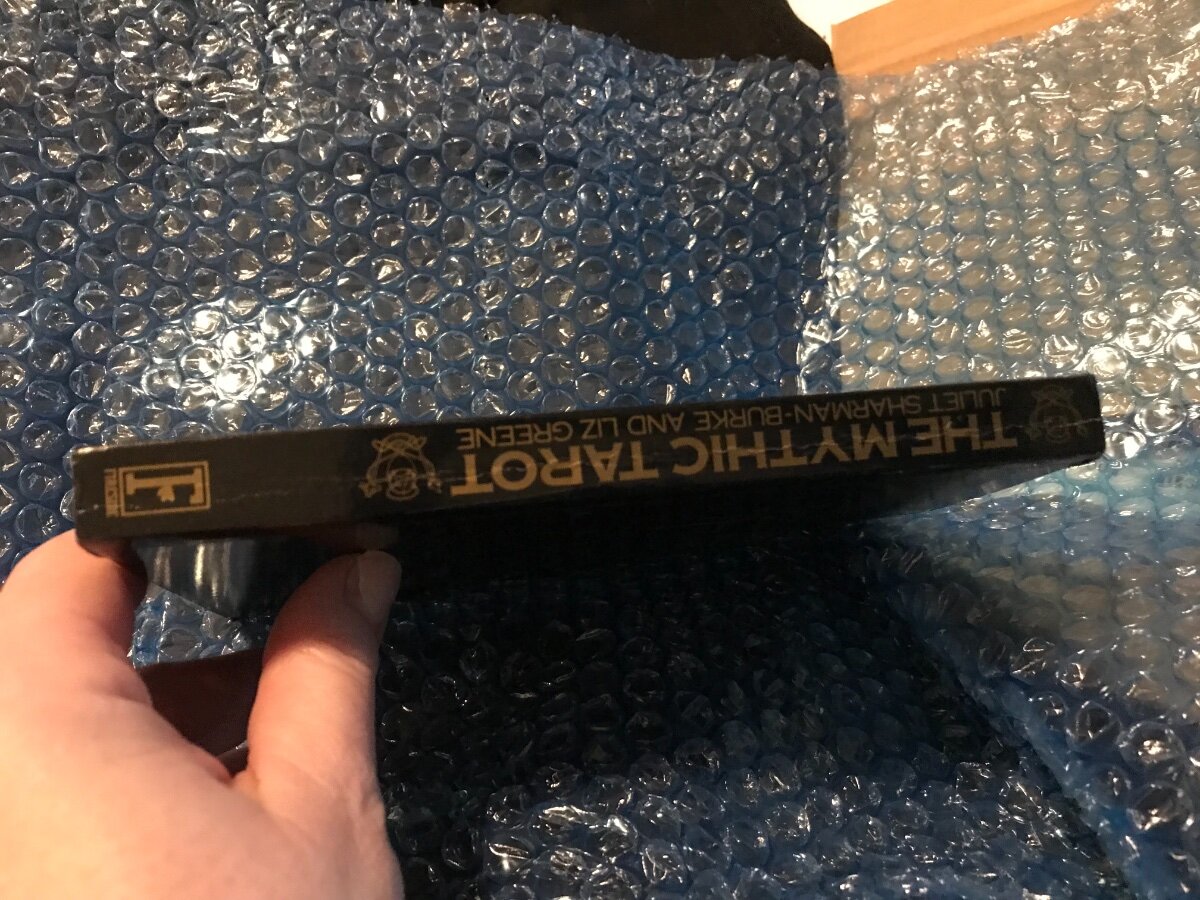 THE MYTHIC TAROT
JULIET SHARMAN-BURKE AND LIZ GREENE
F